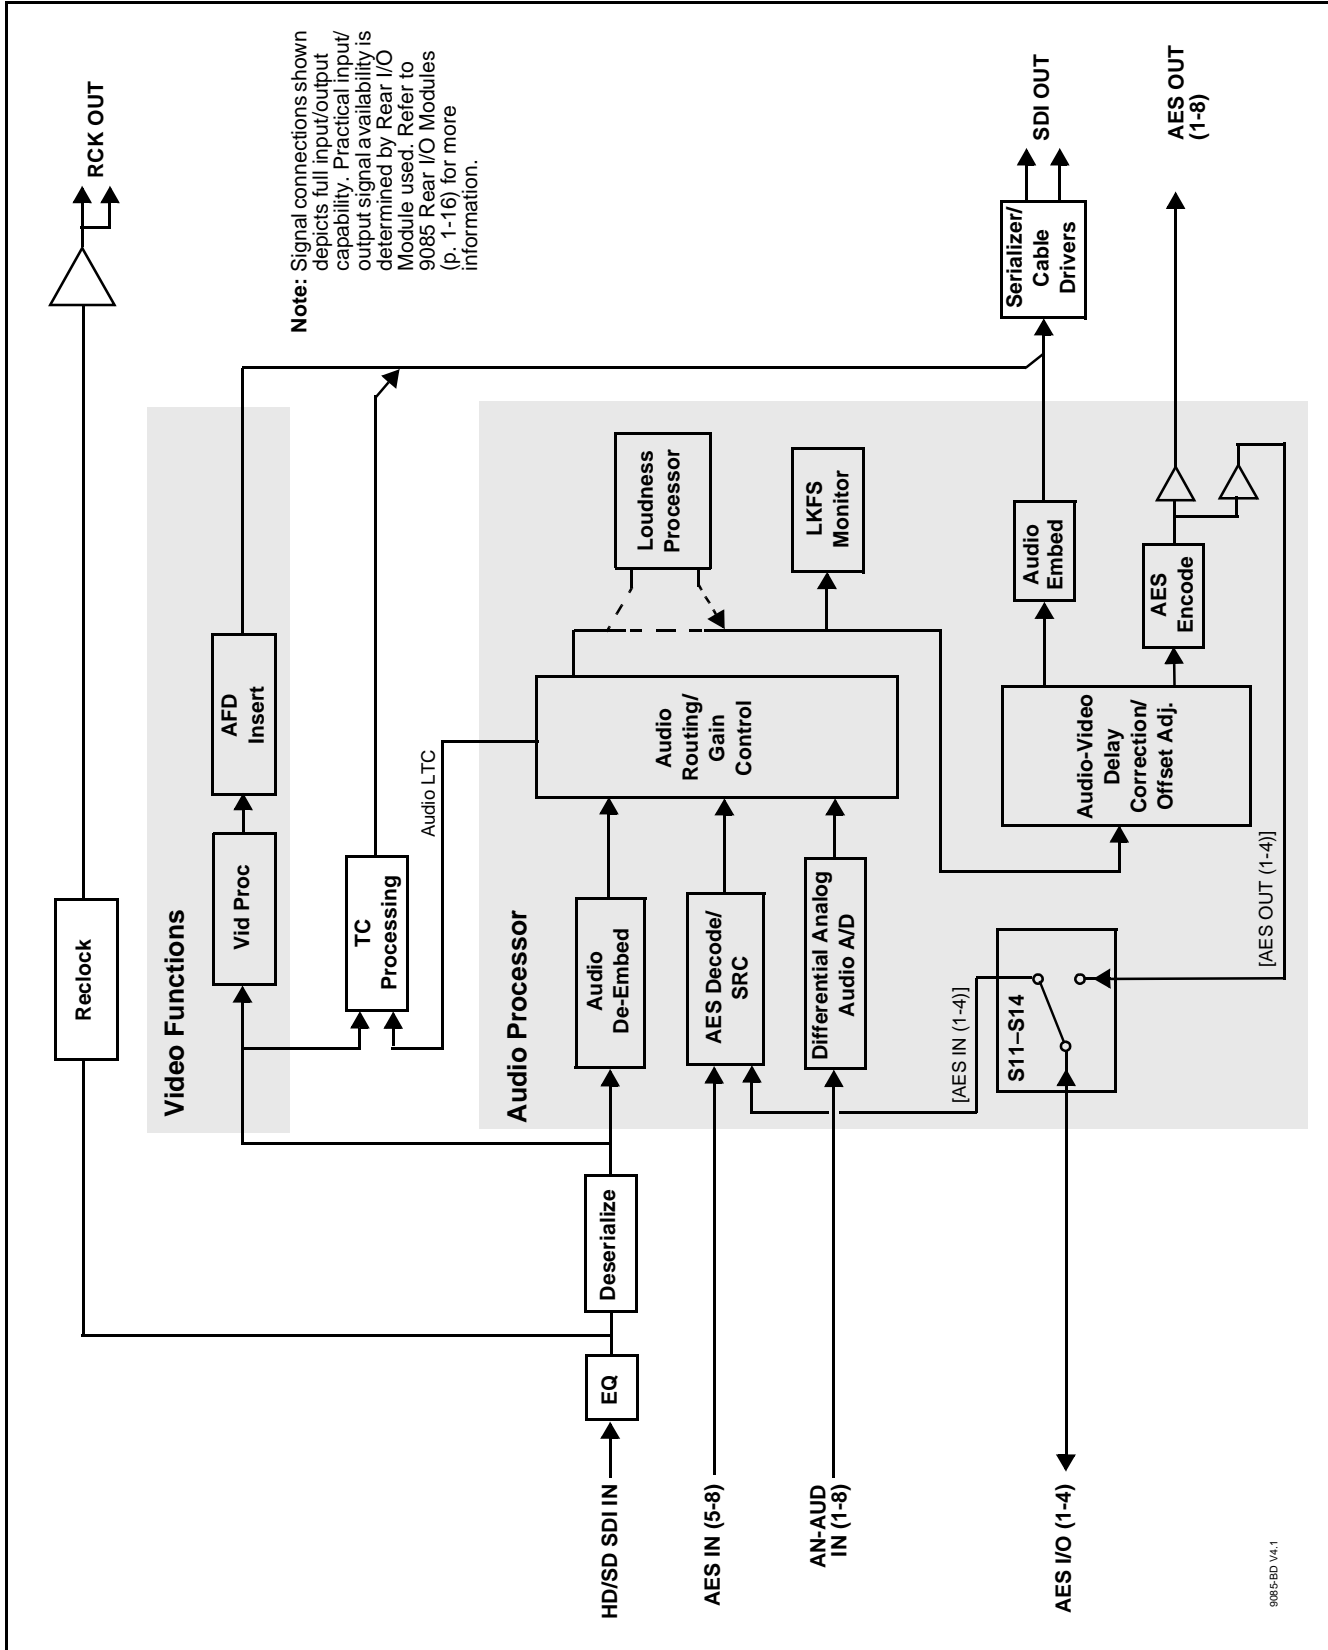 RCK OUT
Note: Signal connections shown
depicts full input/output
capability. Practical input/
output signal availability is
determined by Rear I/O
Module used. Refer to
9085 Rear I/O Modules
(p. 1-16) for more
information.
SDI OUT
AES OUT
(1-8)
Reclock
Video Functions
Vid Proc
AFD
Insert
TC
Processing
Audio LTC
Serializer/
Cable
Drivers
Audio Processor
Loudness
Processor
LKFS
Monitor
Audio
Embed
AES
Encode
Audio
Routing/
Gain
Control
Audio-Video
Delay
Correction/
Offset Adj.
Audio
De-Embed
AES Decode/
SRC
Differential Analog
Audio A/D
S11–S14
[AES IN (1-4)]
[AES OUT (1-4)]
Deserialize
EQ
HD/SD SDI IN
AES IN (5-8)
AN-AUD
IN (1-8)
AES I/O (1-4)
9085-BD V4.1